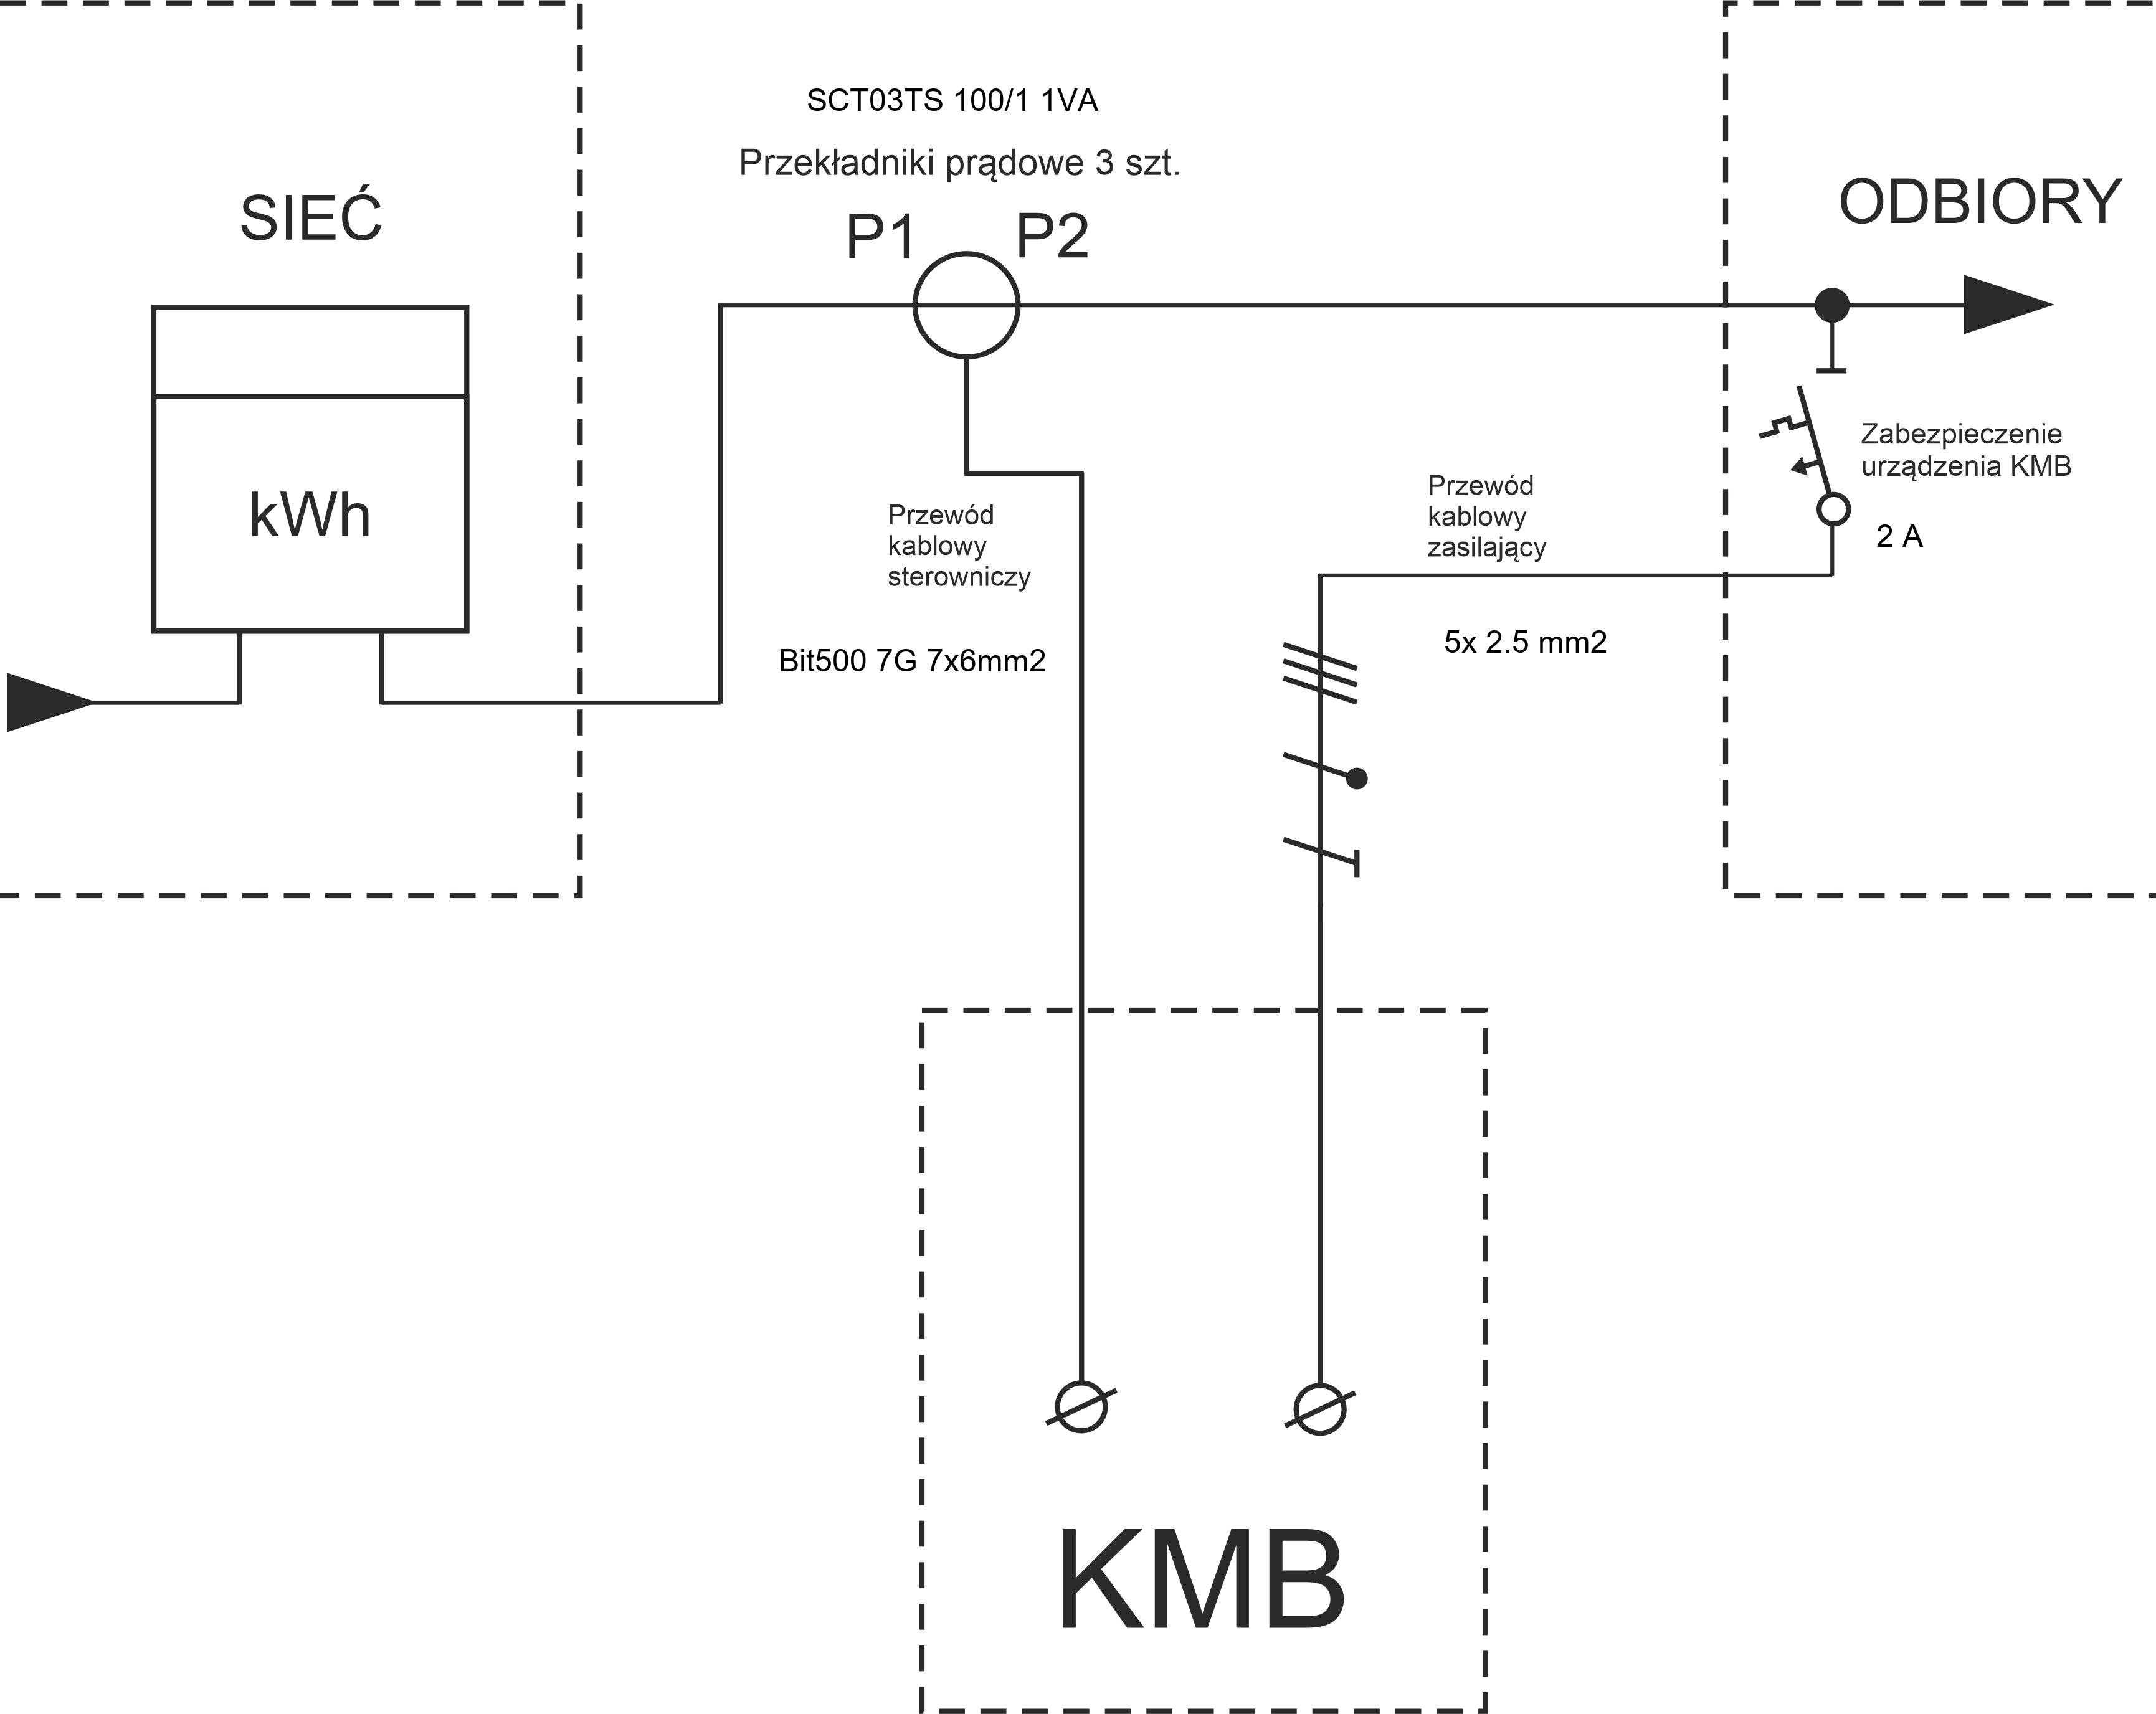 SCT03TS 100/1 1VA
Przekładniki prądowe 3 szt.
SIEĆ
P1
P2
ODBIORY
kWh
Zabezpieczenie
urządzenia KMB
2 A
Przewód
kablowy
sterowniczy
Przewód
kablowy
zasilający
Bit500 7G 7x6mm2
5x 2.5 mm2
KMB